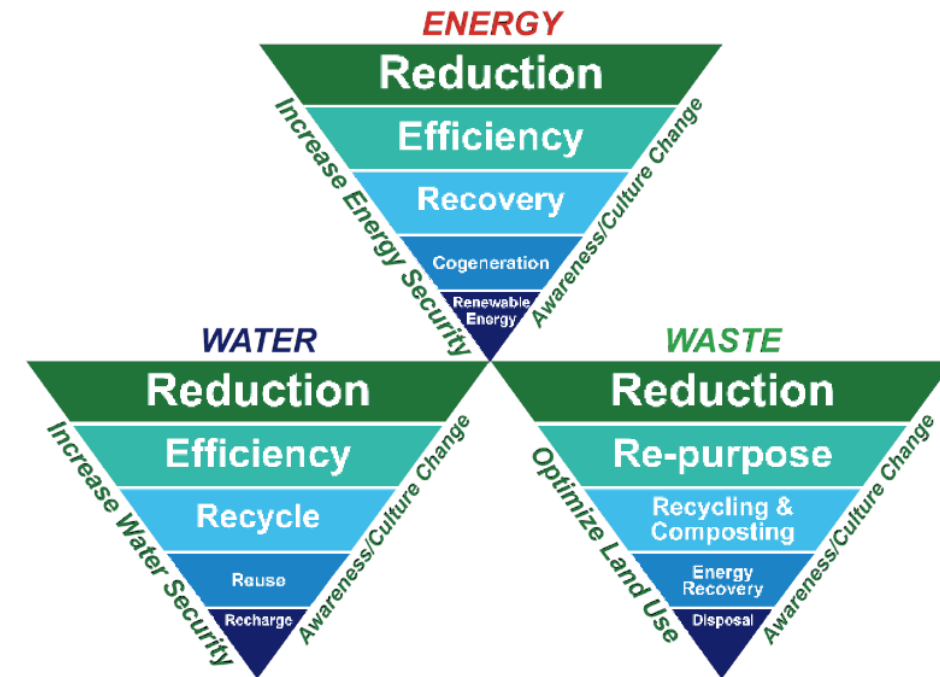 ENERGY
Reduction
Efficiency
Recovery
Cogeneration
Renewable
Energy
Increase Energy Security
Awareness/Culture Change
WATER
Reduction
Efficiency
Recycle
Reuse
Recharge
Increase Water Security
Awareness/Culture Change
WASTE
Reduction
Re-purpose
Recycling &
Composting
Energy
Recovery
Disposal
Optimize Land Use
Awareness/Culture Change